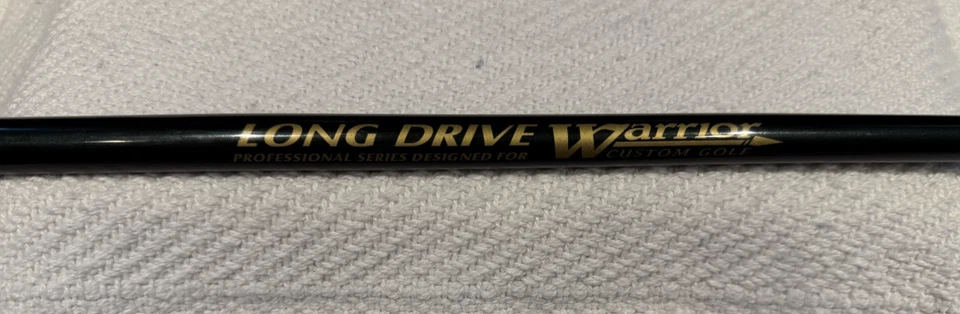 LONG DRIVE Warrior
PROFESSIONAL SERIES DESIGNED FOR CUSTOM GOLF